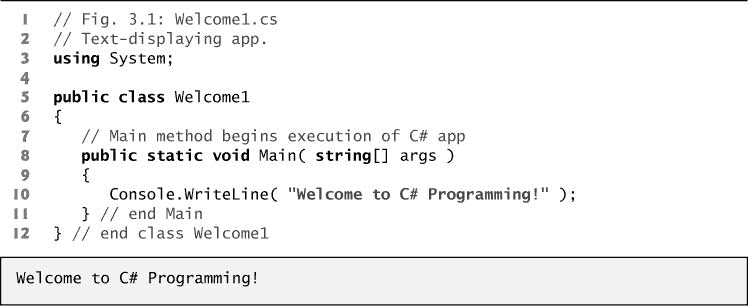 1 // Fig. 3.1: Welcome1.cs
2 // Text-displaying app.
3 using System;
4
5 public class Welcome1
6 {
7 // Main method begins execution of C# app
8 public static void Main( string[] args )
9 {
10 Console.WriteLine( "Welcome to C# Programming!" );
11 } // end Main
12 } // end class Welcome1
Welcome to C# Programming!